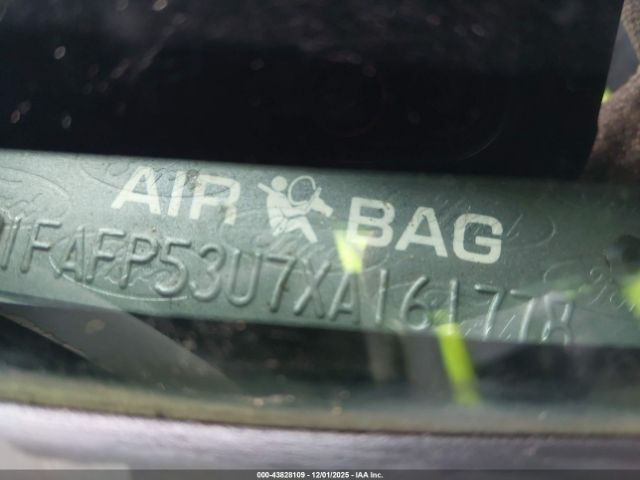 AIR BAG
1FAFP53U7XA161778
000-43828109 • 12/01/2025 • IAA Inc.